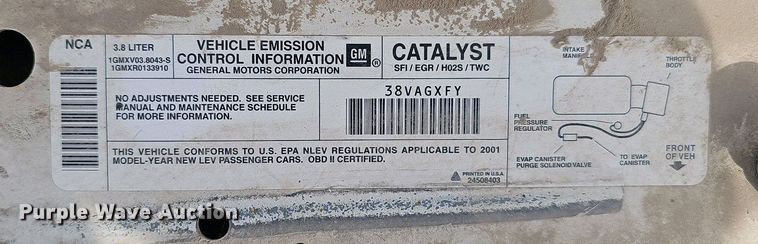 NCA
3.8 LITER
1GMXV03.8043-S
1GMXR0133910
VEHICLE EMISSION
CONTROL INFORMATION
GENERAL MOTORS CORPORATION
GM ®
CATALYST
SFI / EGR / H02S / TWC
NO ADJUSTMENTS NEEDED. SEE SERVICE
MANUAL AND MAINTENANCE SCHEDULE
FOR MORE INFORMATION.
38VAGXFY
THIS VEHICLE CONFORMS TO U.S. EPA NLEV REGULATIONS APPLICABLE TO 2001
MODEL-YEAR NEW LEV PASSENGER CARS. OBD II CERTIFIED.
PRINTED IN U.S.A.
24508403
INTAKE
MANIFOLD
THROTTLE
BODY
FUEL
PRESSURE
REGULATOR
EVAP CANISTER
PURGE SOLENOID VALVE
TO EVAP
CANISTER
FRONT
OF VEH
Purple Wave Auction